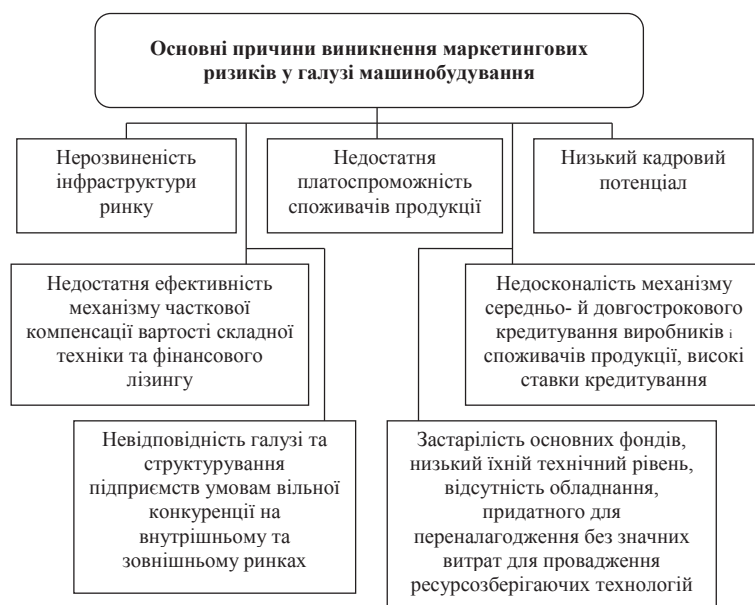 Основні причини виникнення маркетингових
ризиків у галузі машинобудування
Нерозвиненість
інфраструктури
ринку
Недостатня
платоспроможність
споживачів продукції
Низький кадровий
потенціал
Недостатня ефективність
механізму часткової
компенсації вартості складної
техніки та фінансового
лізингу
Недосконалість механізму
середньо- й довгострокового
кредитування виробників і
споживачів продукції, високі
ставки кредитування
Невідповідність галузі та
структурування
підприємств умовам вільної
конкуренції на
внутрішньому та
зовнішньому ринках
Застарілість основних фондів,
низький їхній технічний рівень,
відсутність обладнання,
придатного для
переналагодження без значних
витрат для провадження
ресурсозберігаючих технологій